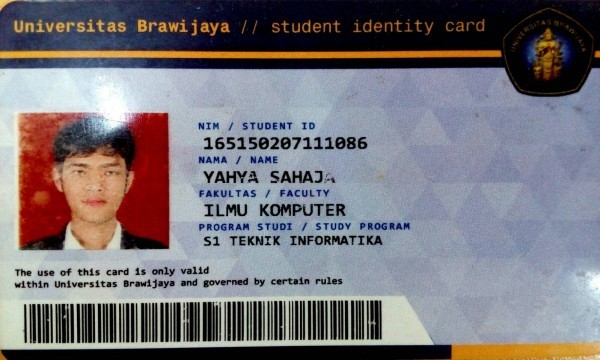 Universitas Brawijaya // student identity card
UNIVERSITAS BRAWIJAYA
NIM / STUDENT ID
165150207111086
NAMA / NAME
YAHYA SAHAJA
FAKULTAS / FACULTY
ILMU KOMPUTER
PROGRAM STUDI / STUDY PROGRAM
S1 TEKNIK INFORMATIKA
The use of this card is only valid
within Universitas Brawijaya and governed by certain rules